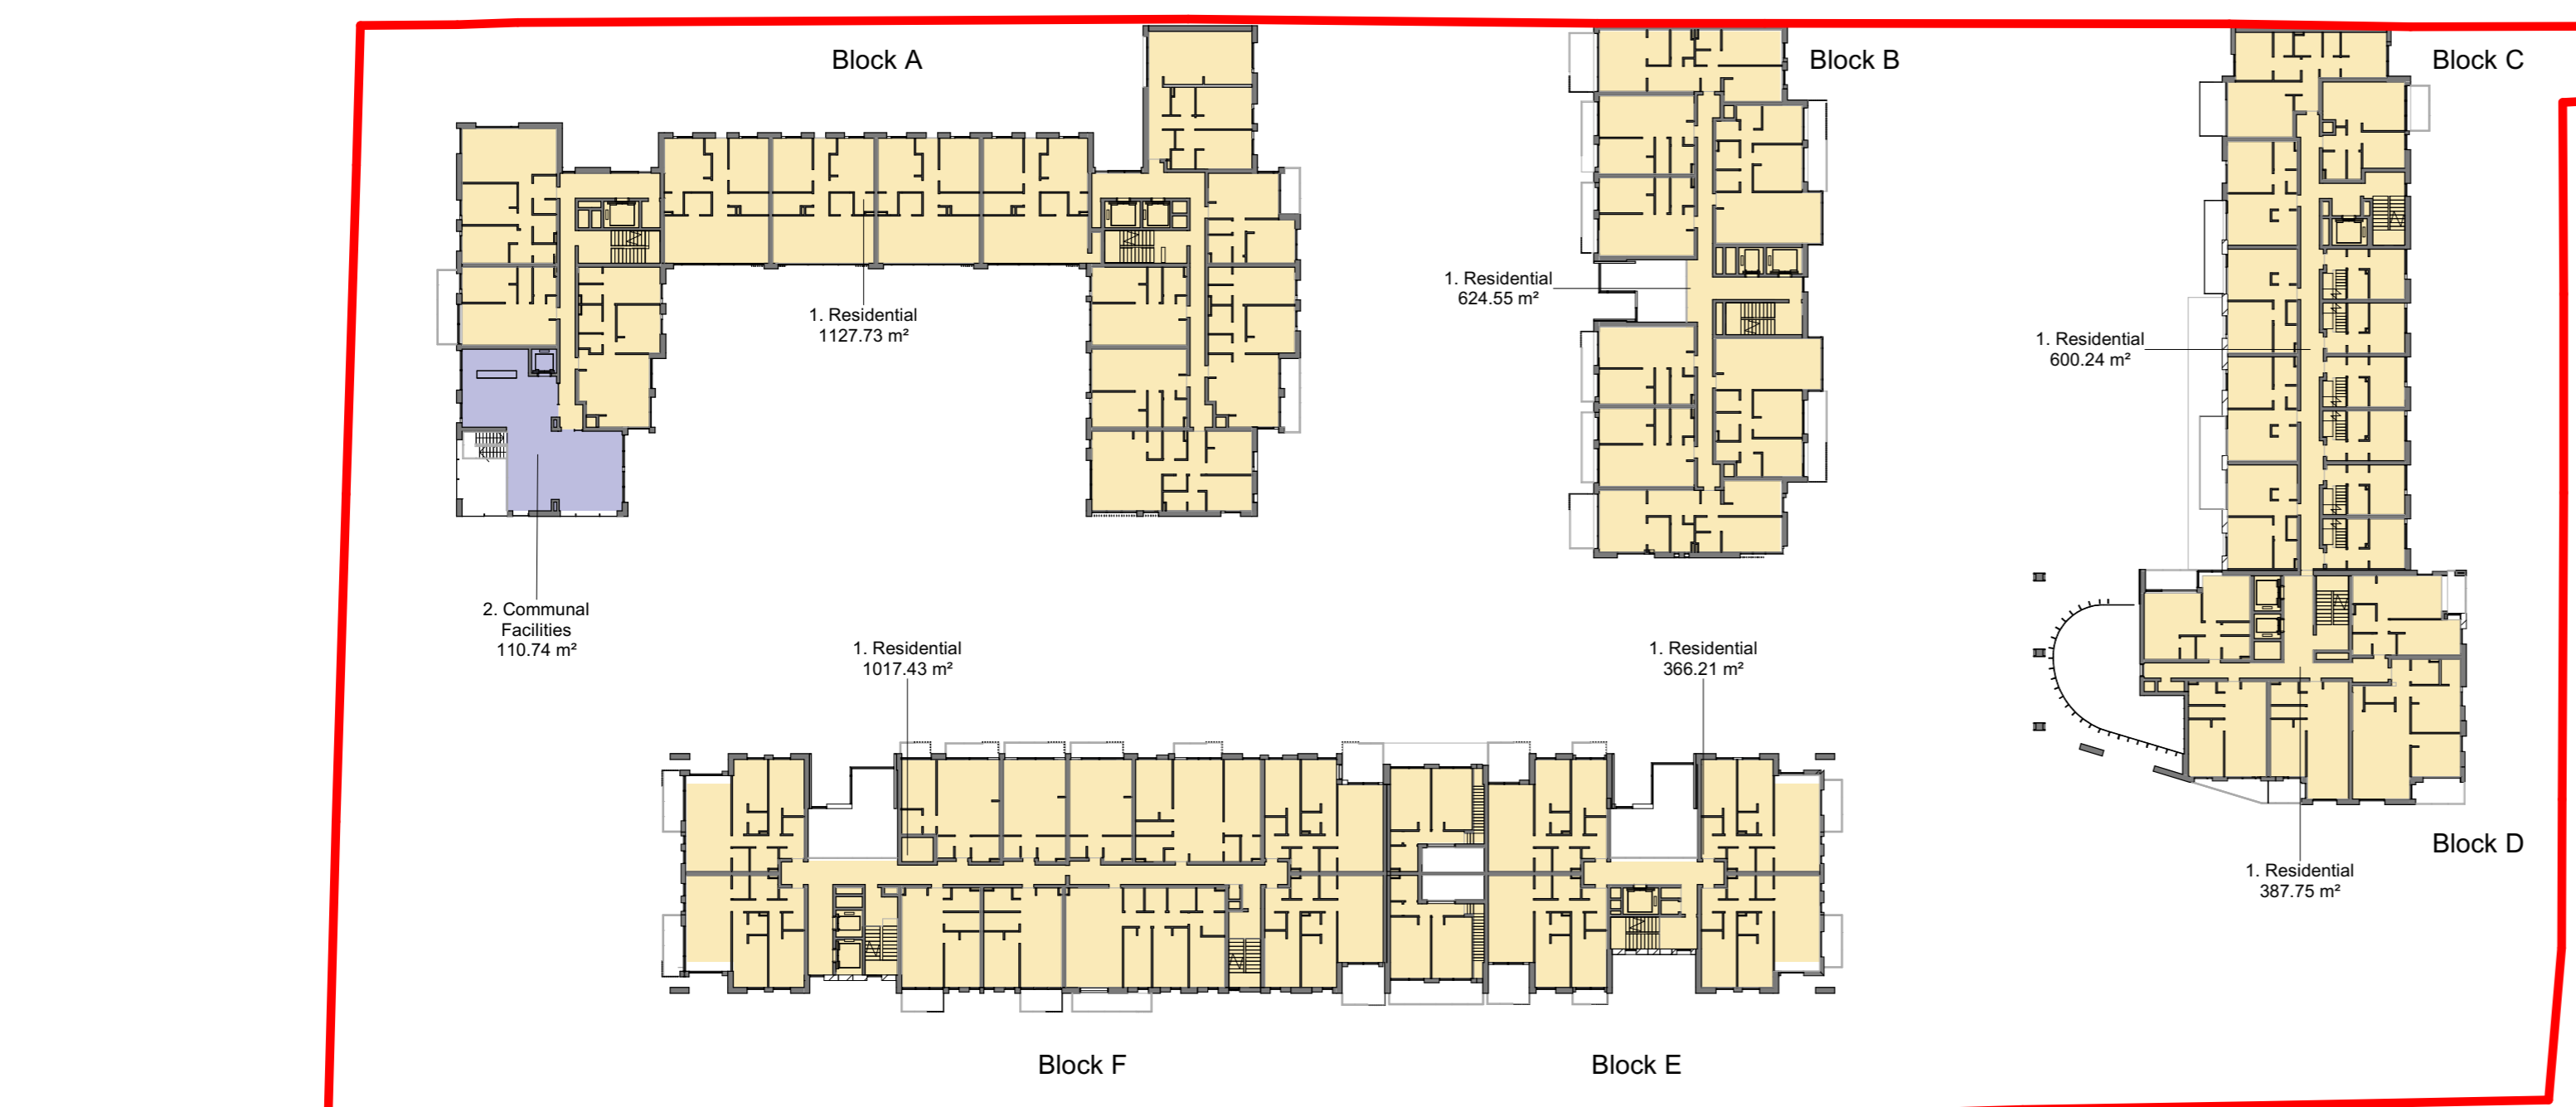 Block A
Block B
Block C
1. Residential
624.55 m²
1. Residential
1127.73 m²
1. Residential
600.24 m²
2. Communal
Facilities
110.74 m²
1. Residential
1017.43 m²
1. Residential
366.21 m²
Block D
1. Residential
387.75 m²
Block F
Block E